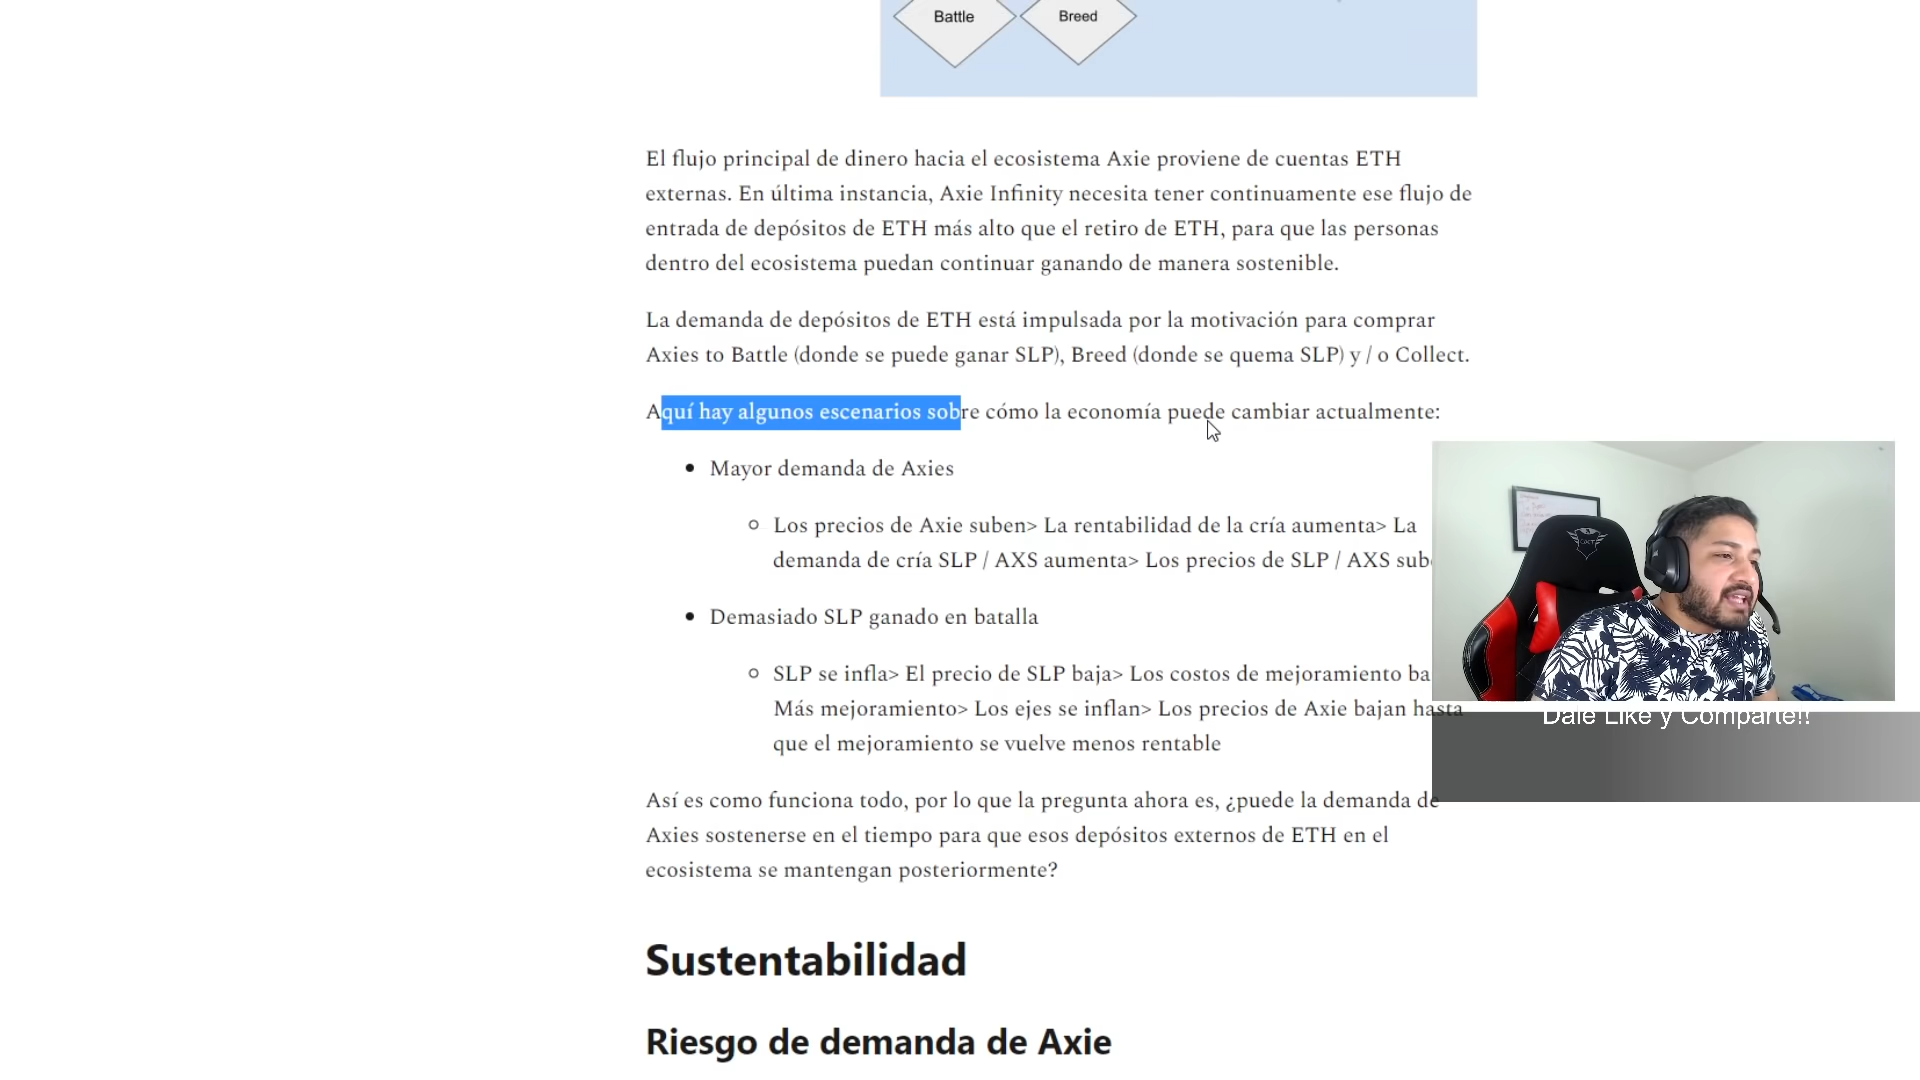 Battle
Breed
El flujo principal de dinero hacia el ecosistema Axie proviene de cuentas ETH
externas. En última instancia, Axie Infinity necesita tener continuamente ese flujo de
entrada de depósitos de ETH más alto que el retiro de ETH, para que las personas
dentro del ecosistema puedan continuar ganando de manera sostenible.
La demanda de depósitos de ETH está impulsada por la motivación para comprar
Axies to Battle (donde se puede ganar SLP), Breed (donde se quema SLP) y / o Collect.
Aquí hay algunos escenarios sobre cómo la economía puede cambiar actualmente:
Mayor demanda de Axies
Los precios de Axie suben> La rentabilidad de la cría aumenta> La
demanda de cría SLP / AXS aumenta> Los precios de SLP / AXS sub
Demasiado SLP ganado en batalla
SLP se infla> El precio de SLP baja> Los costos de mejoramiento ba
Más mejoramiento> Los ejes se inflan> Los precios de Axie bajan hasta
que el mejoramiento se vuelve menos rentable
Dale Like y Comparte!!
Así es como funciona todo, por lo que la pregunta ahora es, ¿puede la demanda de
Axies sostenerse en el tiempo para que esos depósitos externos de ETH en el
ecosistema se mantengan posteriormente?
Sustentabilidad
Riesgo de demanda de Axie